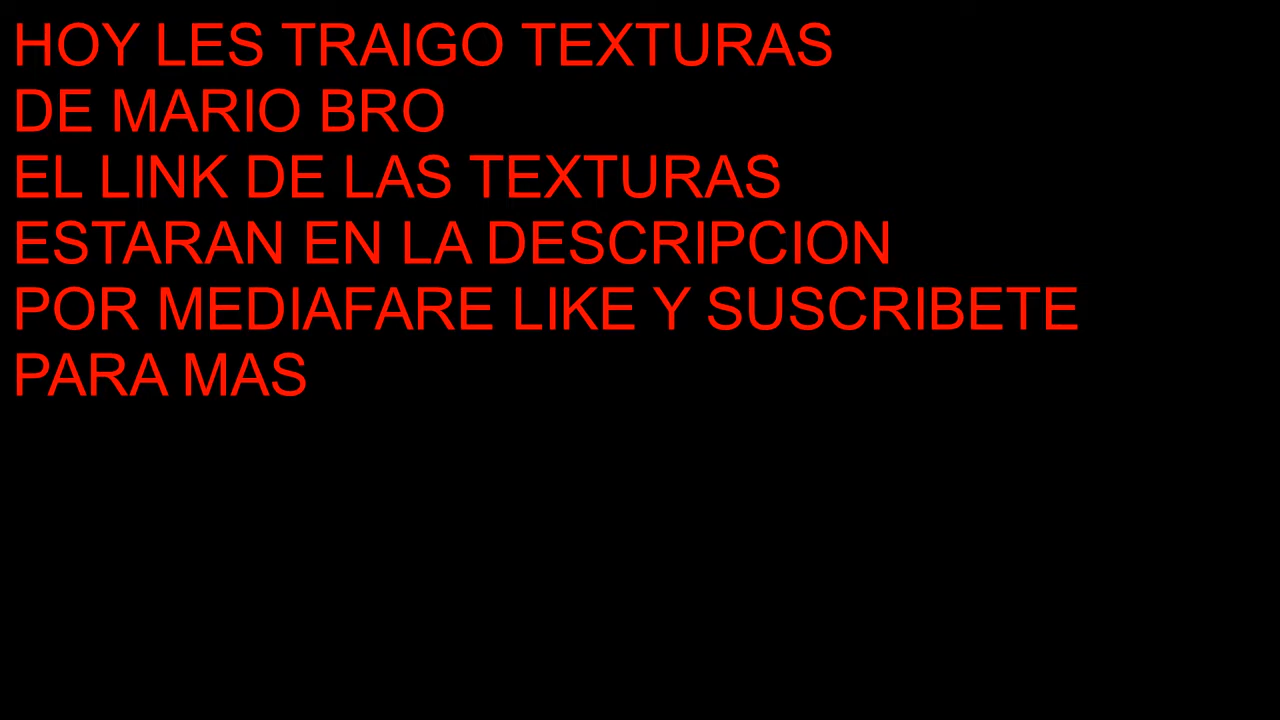 HOY LES TRAIGO TEXTURAS
DE MARIO BRO
EL LINK DE LAS TEXTURAS
ESTARAN EN LA DESCRIPCION
POR MEDIAFARE LIKE Y SUSCRIBETE
PARA MAS